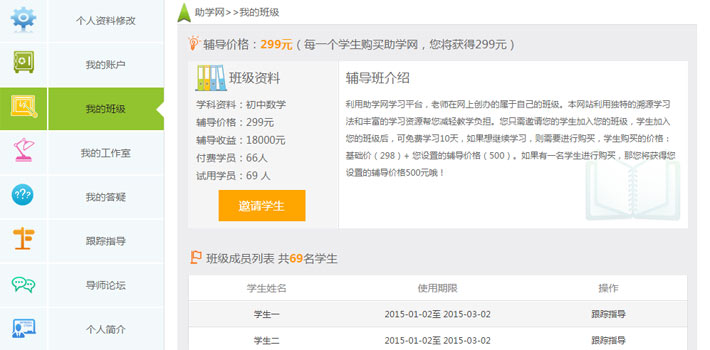 个人资料修改
我的账户
我的班级
我的工作室
我的答疑
跟踪指导
导师论坛
个人简介
助学网>>我的班级
辅导价格：299元（每一个学生购买助学网，您将获得299元）
班级资料
学科资料：初中数学
辅导价格：299元
辅导收益：18000元
付费学员：66人
试用学员：69 人
邀请学生
辅导班介绍
利用助学网学习平台，老师在网上创办的属于自己的班级。本网站利用独特的溯源学习
法和丰富的学习资源帮您减轻教学负担。您只需邀请您的学生加入您的班级，学生加入
您的班级后，可免费学习10天，如果想继续学习，则需要进行购买，学生购买的价格：
基础价（298）+ 您设置的辅导价格（500）。如果有一名学生进行购买，那您将获得您
设置的辅导价格500元哦！
班级成员列表 共69名学生
学生姓名 使用期限 操作
学生一 2015-01-02至 2015-03-02 跟踪指导
学生二 2015-01-02至 2015-03-02 跟踪指导